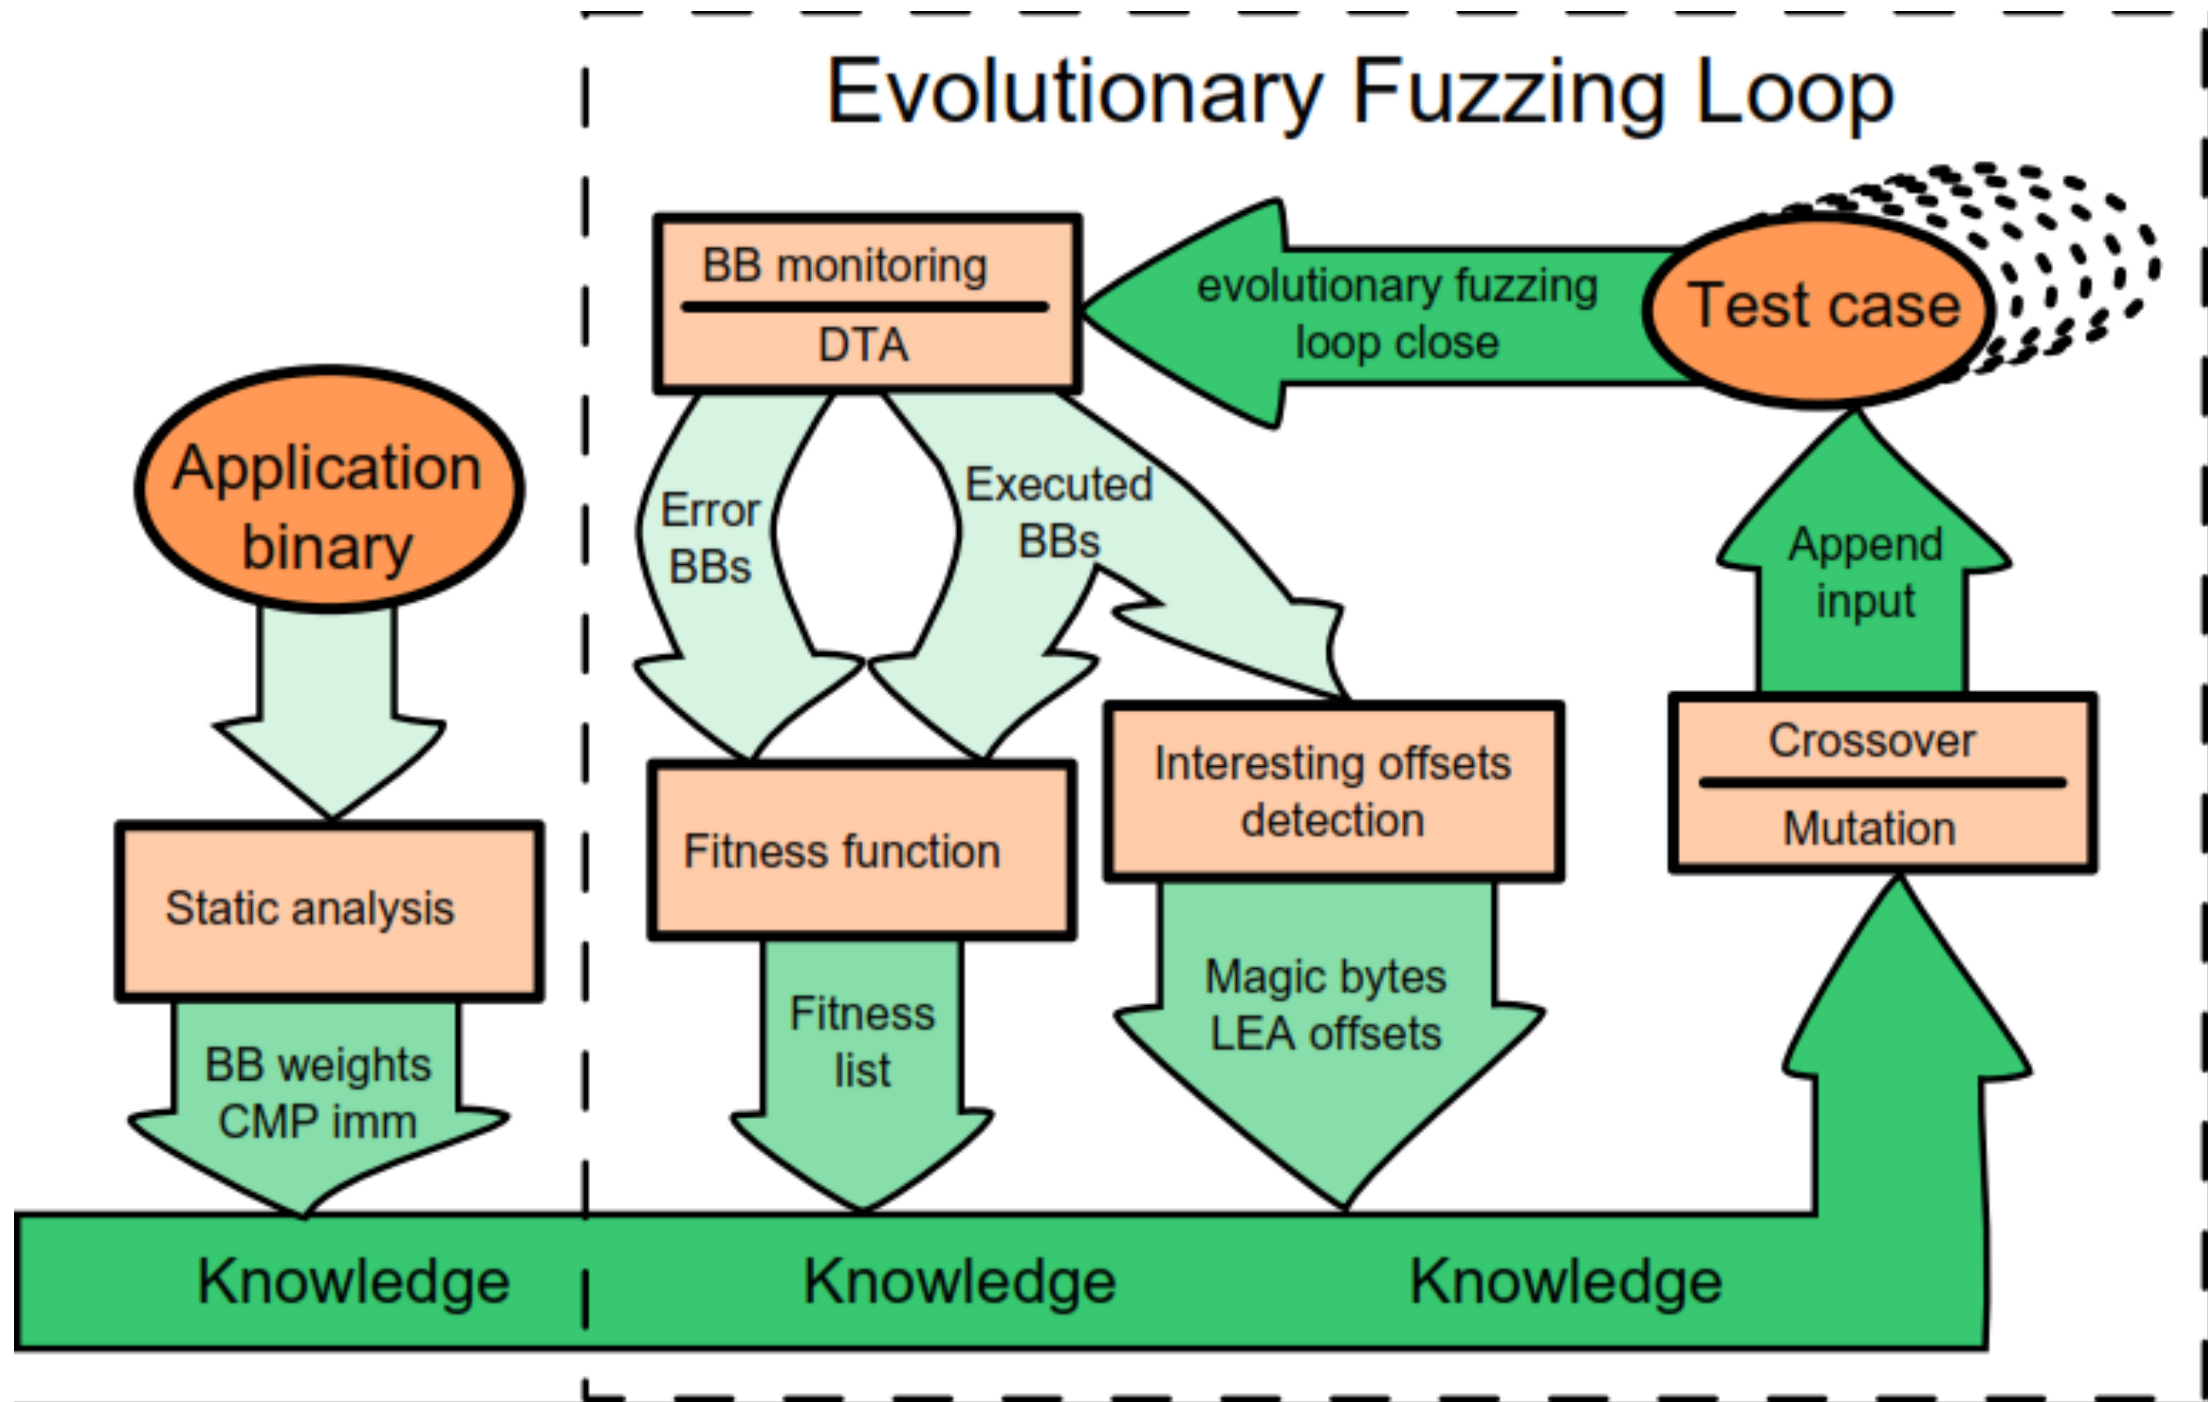 Evolutionary Fuzzing Loop
BB monitoring
DTA
evolutionary fuzzing
loop close
Test case
Application
binary
Error
BBs
Executed
BBs
Append
input
Static analysis
Fitness function
Interesting offsets
detection
Crossover
Mutation
BB weights
CMP imm
Fitness
list
Magic bytes
LEA offsets
Knowledge
Knowledge
Knowledge